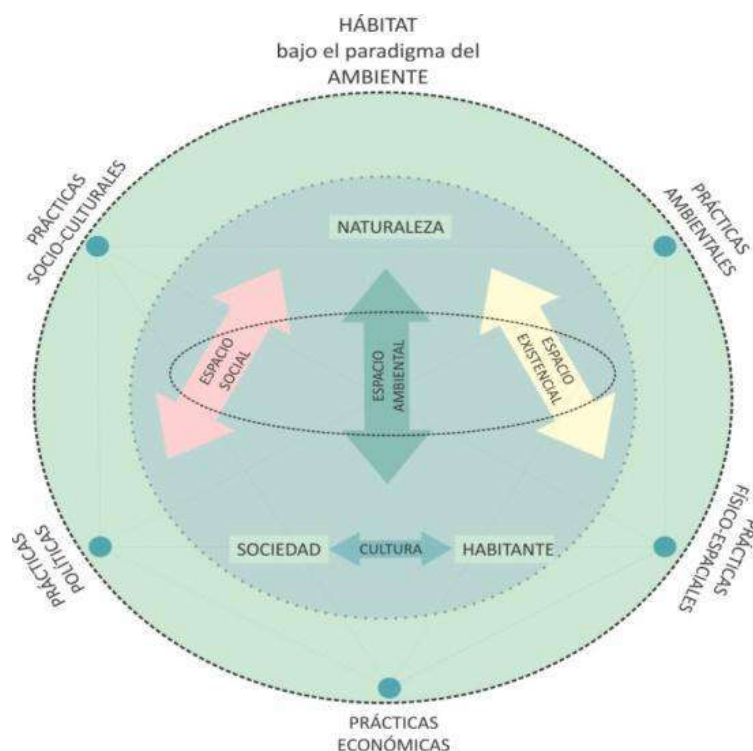 HÁBITAT
bajo el paradigma del
AMBIENTE
PRÁCTICAS
SOCIO-CULTURALES
PRÁCTICAS
AMBIENTALES
NATURALEZA
ESPACIO
SOCIAL
ESPACIO
AMBIENTAL
ESPACIO
EXISTENCIAL
SOCIEDAD
CULTURA
HABITANTE
PRÁCTICAS
POLÍTICAS
PRÁCTICAS
FÍSICO-ESPACIALES
PRÁCTICAS
ECONÓMICAS